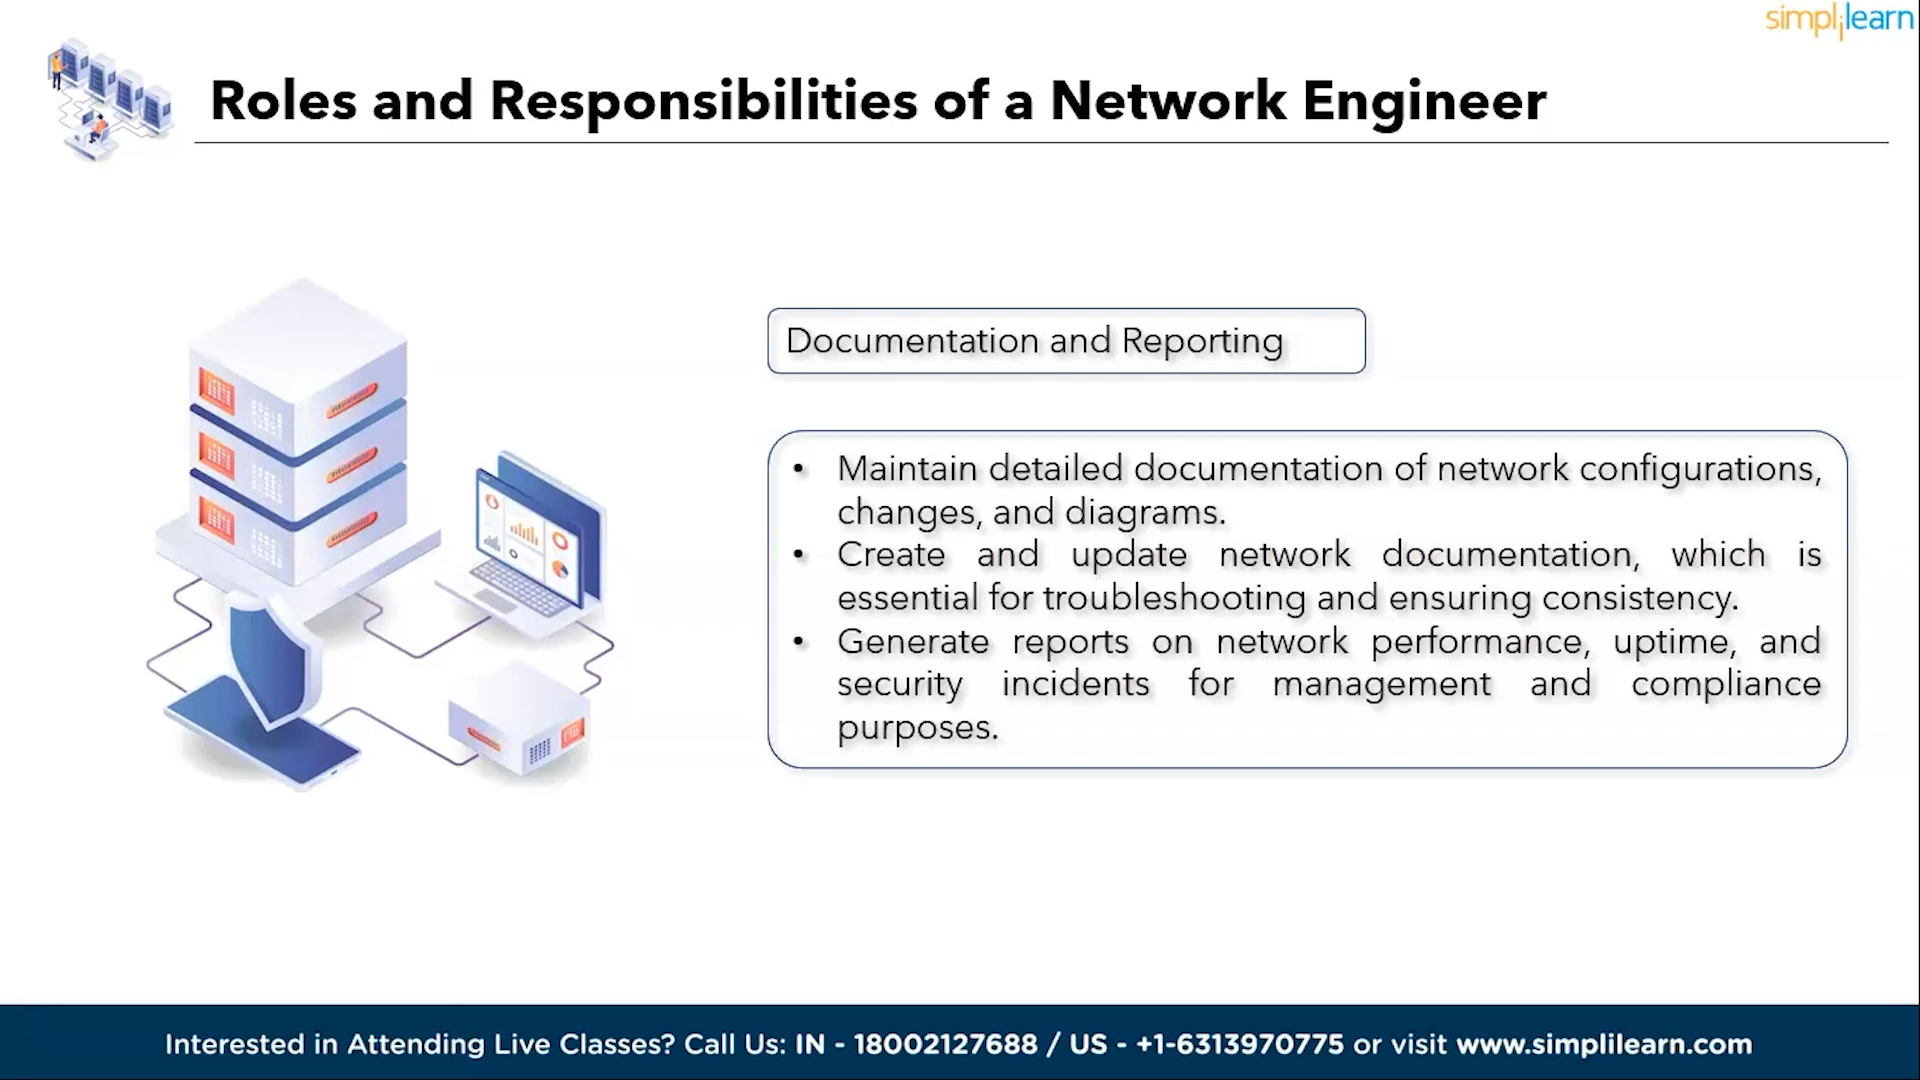 simplilearn
Roles and Responsibilities of a Network Engineer
Documentation and Reporting
• Maintain detailed documentation of network configurations,
changes, and diagrams.
• Create and update network documentation, which is
essential for troubleshooting and ensuring consistency.
• Generate reports on network performance, uptime, and
security incidents for management and compliance
purposes.
Interested in Attending Live Classes? Call Us: IN - 18002127688 / US - +1-6313970775 or visit www.simplilearn.com